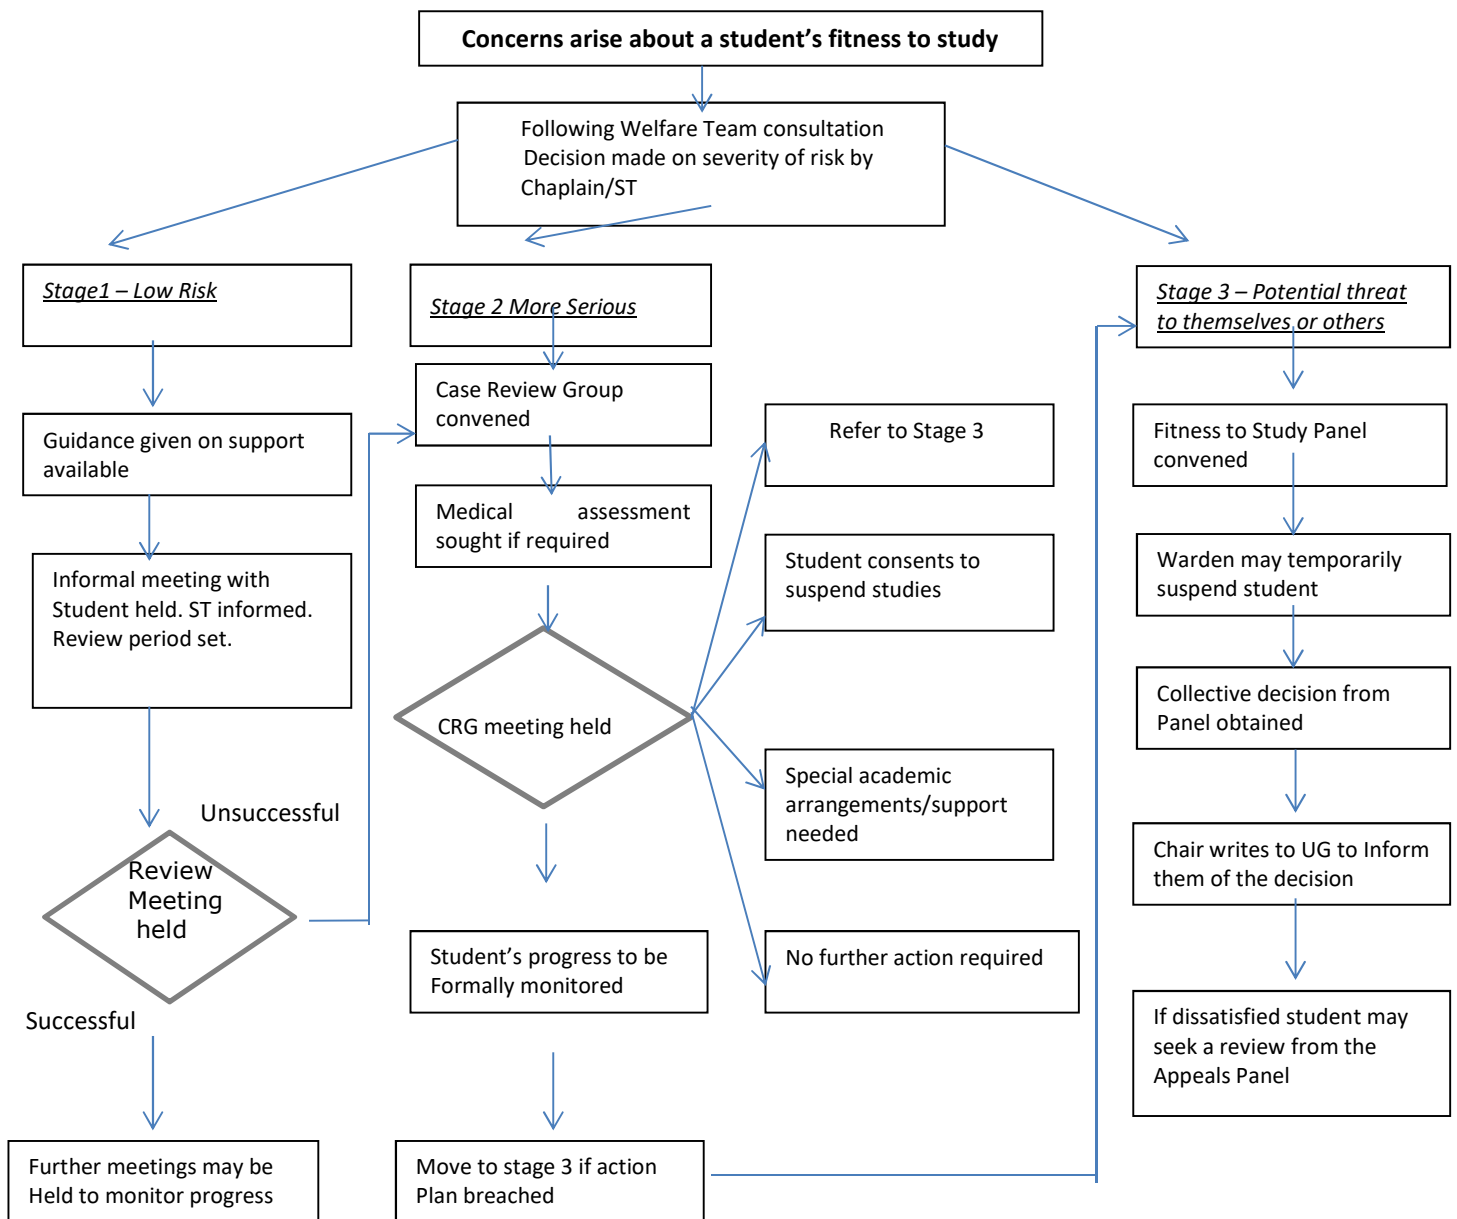 Concerns arise about a student’s fitness to study
Following Welfare Team consultation
Decision made on severity of risk by
Chaplain/ST
Stage1 – Low Risk
Guidance given on support
available
Informal meeting with
Student held. ST informed.
Review period set.
Unsuccessful
Review
Meeting
held
Successful
Further meetings may be
Held to monitor progress
Stage 2 More Serious
Case Review Group
convened
Medical assessment
sought if required
CRG meeting held
Student’s progress to be
Formally monitored
Move to stage 3 if action
Plan breached
Refer to Stage 3
Student consents to
suspend studies
Special academic
arrangements/support
needed
No further action required
Stage 3 – Potential threat
to themselves or others
Fitness to Study Panel
convened
Warden may temporarily
suspend student
Collective decision from
Panel obtained
Chair writes to UG to Inform
them of the decision
If dissatisfied student may
seek a review from the
Appeals Panel